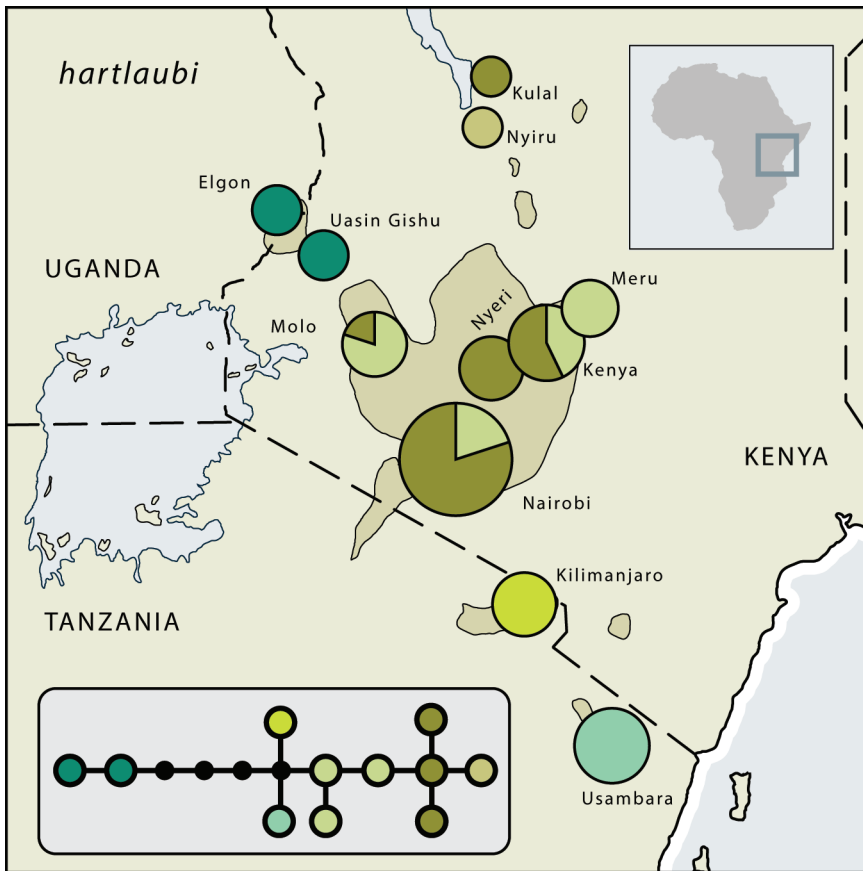 hartlaubi
Kulal
Nyiru
Elgon
Uasin Gishu
UGANDA
Meru
Nyeri
Molo
Kenya
KENYA
Nairobi
Kilimanjaro
TANZANIA
Usambara